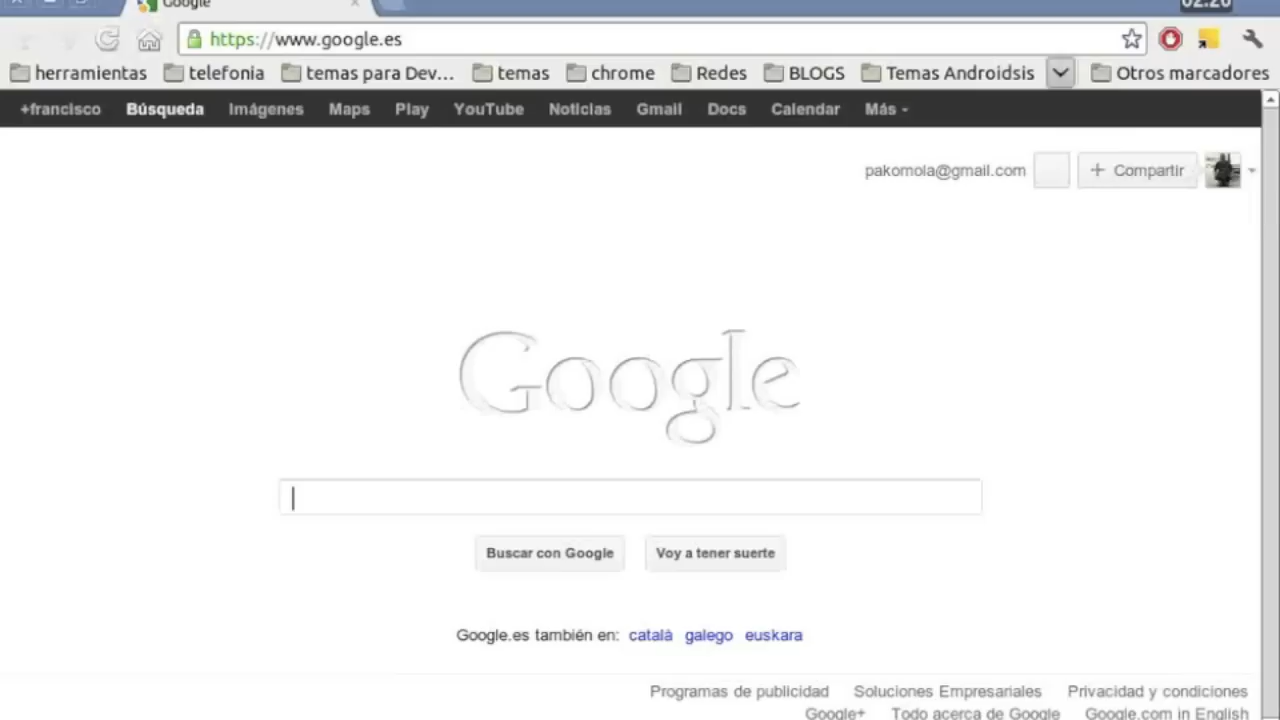 02:20
Google
https://www.google.es
herramientas telefonia temas para Dev... temas chrome Redes BLOGS Temas Androidsis Otros marcadores
+francisco Búsqueda Imágenes Maps Play YouTube Noticias Gmail Docs Calendar Más
pakomola@gmail.com + Compartir
Google
Buscar con Google Voy a tener suerte
Google.es también en: català galego euskara
Programas de publicidad Soluciones Empresariales Privacidad y condiciones
Google+ Todo acerca de Google Google.com in English